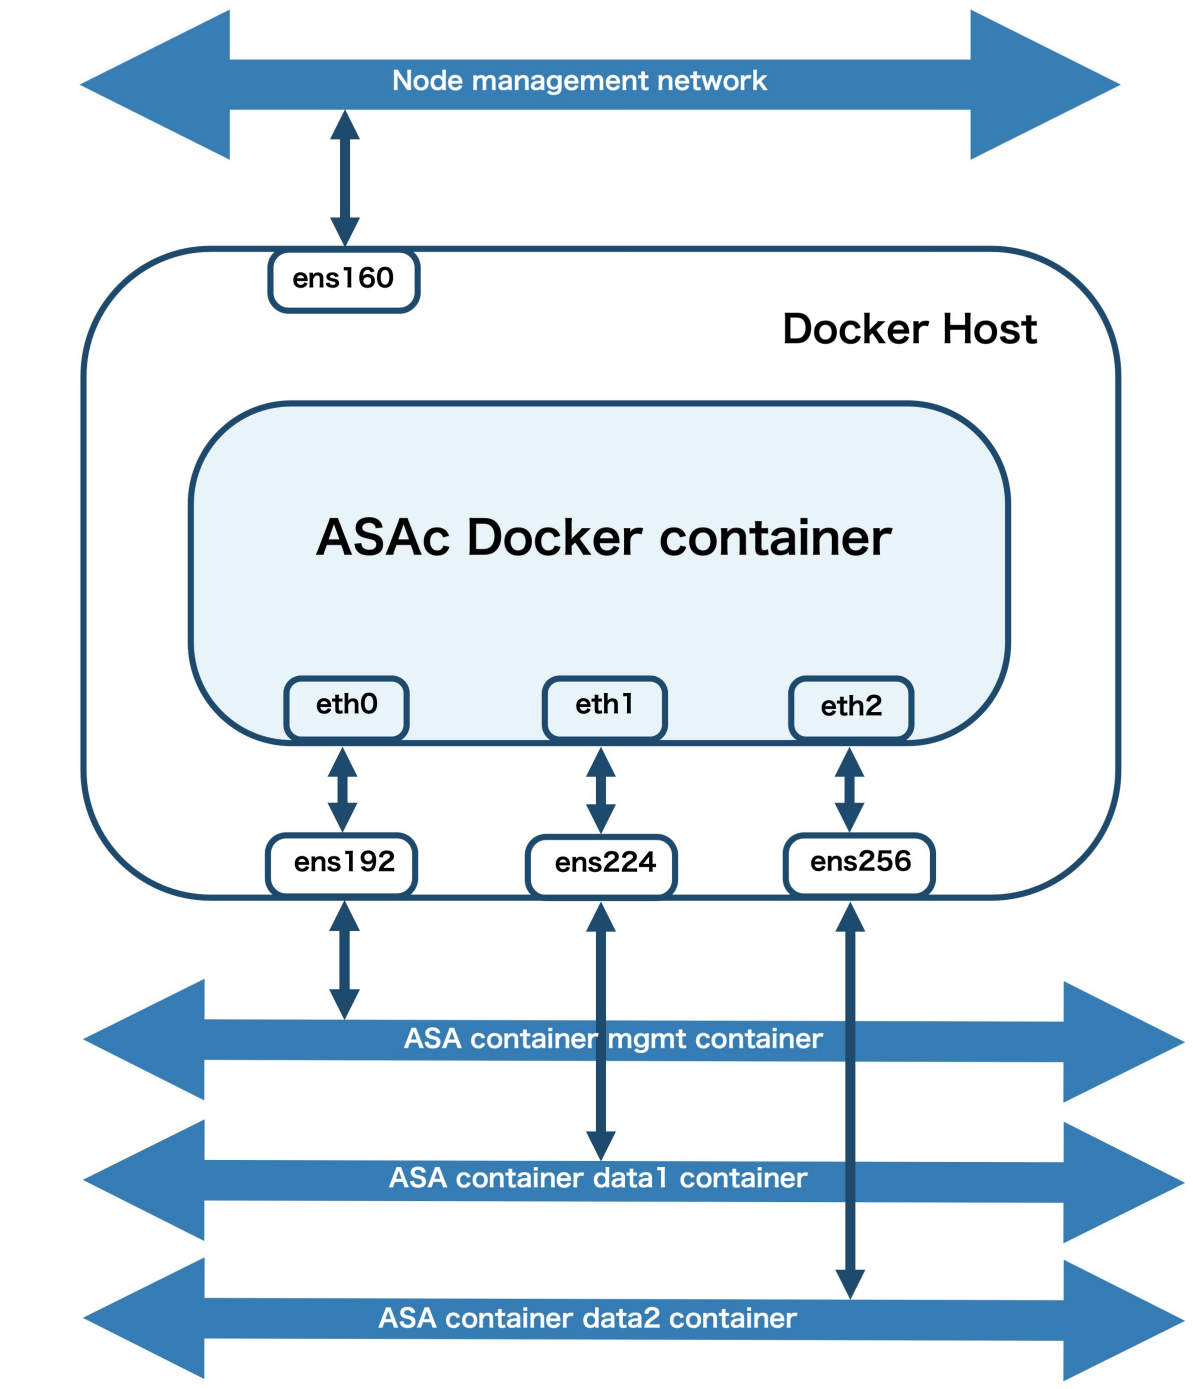 Node management network
ens160
Docker Host
ASAc Docker container
eth0
eth1
eth2
ens192
ens224
ens256
ASA container mgmt container
ASA container data1 container
ASA container data2 container